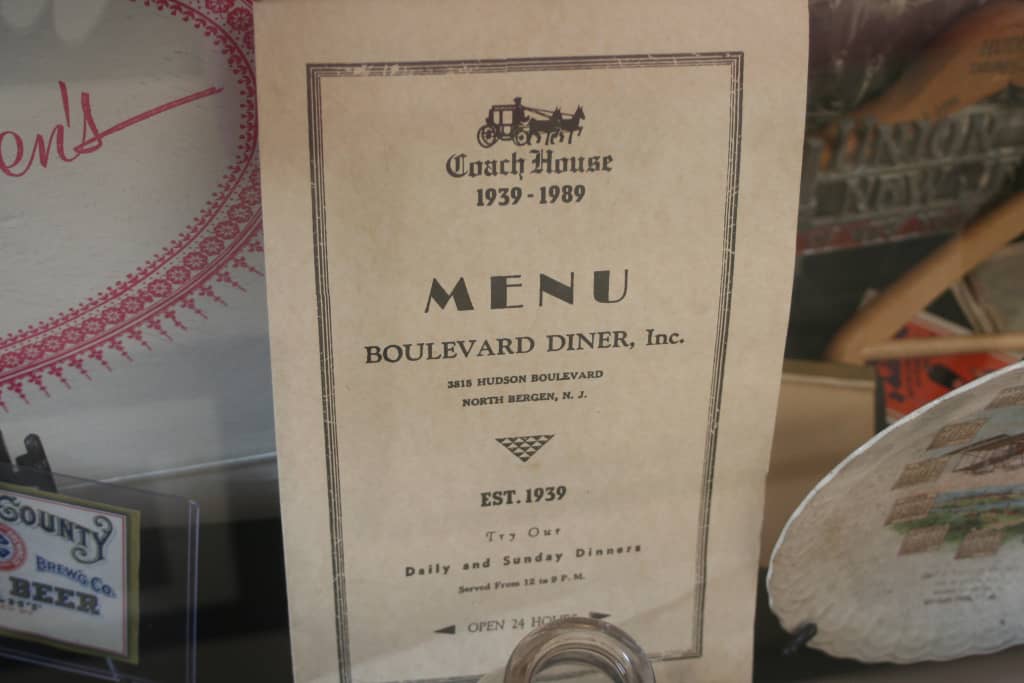 en's
Coach House
1939 - 1989
MENU
BOULEVARD DINER, Inc.
3815 HUDSON BOULEVARD
NORTH BERGEN, N. J.
EST. 1939
Try Our
Daily and Sunday Dinners
Served From 12 to 9 P. M.
OPEN 24
COUNTY
BREW'G Co.
BEER
JUNIOR